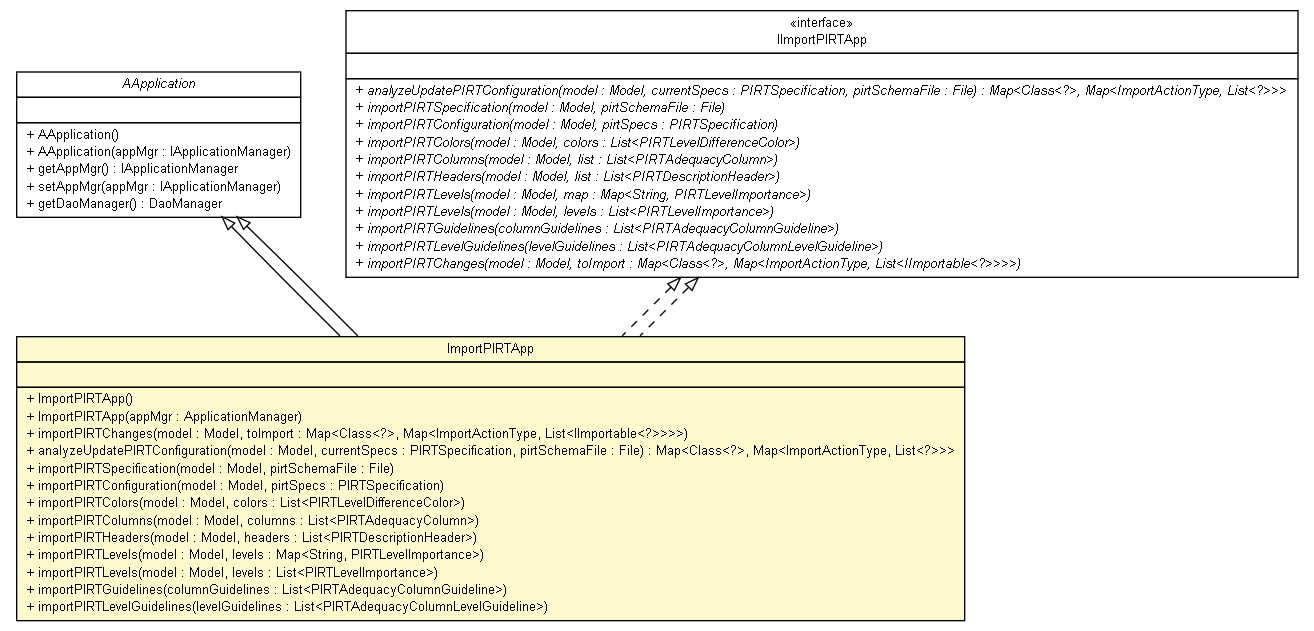 «interface»
IImportPIRTApp
+ analyzeUpdatePIRTConfiguration(model : Model, currentSpecs : PIRTSpecification, pirtSchemaFile : File) : Map<Class<?>, Map<ImportActionType, List<?>>>
+ importPIRTSpecification(model : Model, pirtSchemaFile : File)
+ importPIRTConfiguration(model : Model, pirtSpecs : PIRTSpecification)
+ importPIRTColors(model : Model, colors : List<PIRTLevelDifferenceColor>)
+ importPIRTColumns(model : Model, list : List<PIRTAdequacyColumn>)
+ importPIRTHeaders(model : Model, list : List<PIRTDescriptionHeader>)
+ importPIRTLevels(model : Model, map : Map<String, PIRTLevelImportance>)
+ importPIRTLevels(model : Model, levels : List<PIRTLevelImportance>)
+ importPIRTGuidelines(columnGuidelines : List<PIRTAdequacyColumnGuideline>)
+ importPIRTLevelGuidelines(levelGuidelines : List<PIRTAdequacyColumnLevelGuideline>)
+ importPIRTChanges(model : Model, toImport : Map<Class<?>, Map<ImportActionType, List<IImportable<?>>>>)
AApplication
+ AApplication()
+ AApplication(appMgr : IApplicationManager)
+ getAppMgr() : IApplicationManager
+ setAppMgr(appMgr : IApplicationManager)
+ getDaoManager() : DaoManager
ImportPIRTApp
+ ImportPIRTApp()
+ ImportPIRTApp(appMgr : ApplicationManager)
+ importPIRTChanges(model : Model, toImport : Map<Class<?>, Map<ImportActionType, List<IImportable<?>>>>)
+ analyzeUpdatePIRTConfiguration(model : Model, currentSpecs : PIRTSpecification, pirtSchemaFile : File) : Map<Class<?>, Map<ImportActionType, List<?>>>
+ importPIRTSpecification(model : Model, pirtSchemaFile : File)
+ importPIRTConfiguration(model : Model, pirtSpecs : PIRTSpecification)
+ importPIRTColors(model : Model, colors : List<PIRTLevelDifferenceColor>)
+ importPIRTColumns(model : Model, columns : List<PIRTAdequacyColumn>)
+ importPIRTHeaders(model : Model, headers : List<PIRTDescriptionHeader>)
+ importPIRTLevels(model : Model, levels : Map<String, PIRTLevelImportance>)
+ importPIRTLevels(model : Model, levels : List<PIRTLevelImportance>)
+ importPIRTGuidelines(columnGuidelines : List<PIRTAdequacyColumnGuideline>)
+ importPIRTLevelGuidelines(levelGuidelines : List<PIRTAdequacyColumnLevelGuideline>)